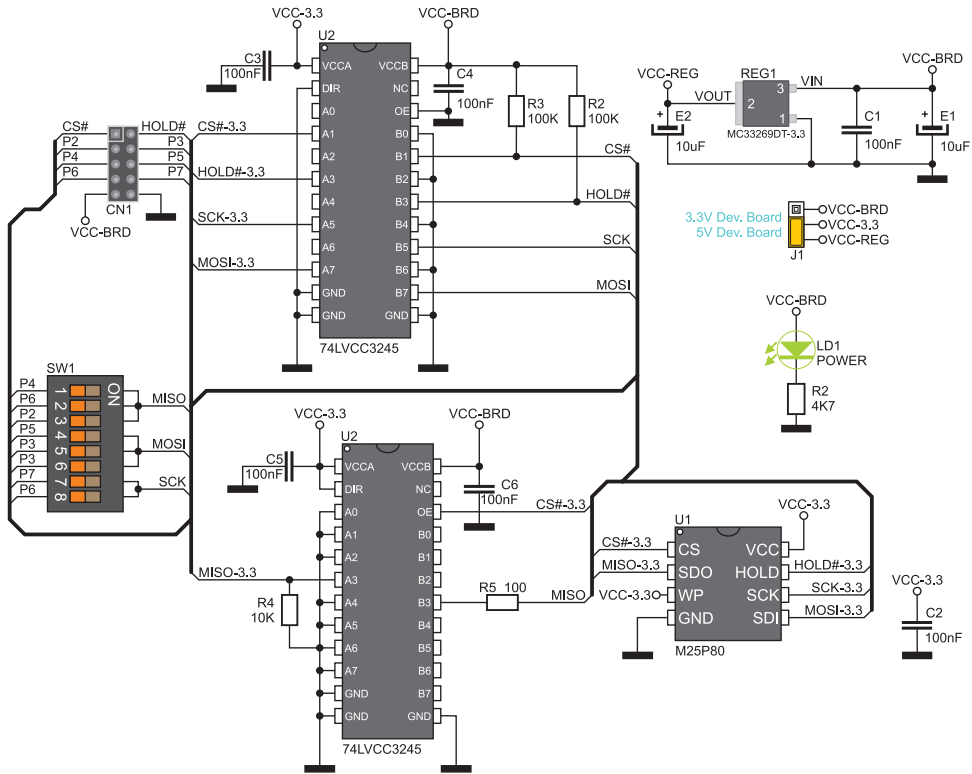 VCC-3.3
U2
VCC-BRD
C3
100nF
VCCA
DIR
A0
A1
A2
A3
A4
A5
A6
A7
GND
GND
VCCB
NC
OE
B0
B1
B2
B3
B4
B5
B6
B7
GND
74LVCC3245
C4
100nF
R3
100K
R2
100K
CS#
HOLD#
SCK
MOSI
CS#-3.3
HOLD#-3.3
SCK-3.3
MOSI-3.3
CS#
P2
P4
P6
HOLD#
P3
P5
P7
CN1
VCC-BRD
VCC-REG
REG1
VCC-BRD
VOUT
VIN
2
3
1
MC33269DT-3.3
+
E2
10uF
C1
100nF
+
E1
10uF
3.3V Dev. Board
5V Dev. Board
VCC-BRD
VCC-3.3
VCC-REG
J1
VCC-BRD
LD1
POWER
R2
4K7
SW1
ON
P4
P6
P2
P5
P3
P3
P7
P6
1
2
3
4
5
6
7
8
MISO
MOSI
SCK
VCC-3.3
U2
VCC-BRD
C5
100nF
VCCA
DIR
A0
A1
A2
A3
A4
A5
A6
A7
GND
GND
VCCB
NC
OE
B0
B1
B2
B3
B4
B5
B6
B7
GND
74LVCC3245
C6
100nF
CS#-3.3
MISO-3.3
R4
10K
R5 100
MISO
U1
VCC-3.3
CS#-3.3
MISO-3.3
VCC-3.3
CS
SDO
WP
GND
VCC
HOLD
SCK
SDI
HOLD#-3.3
SCK-3.3
MOSI-3.3
M25P80
VCC-3.3
C2
100nF